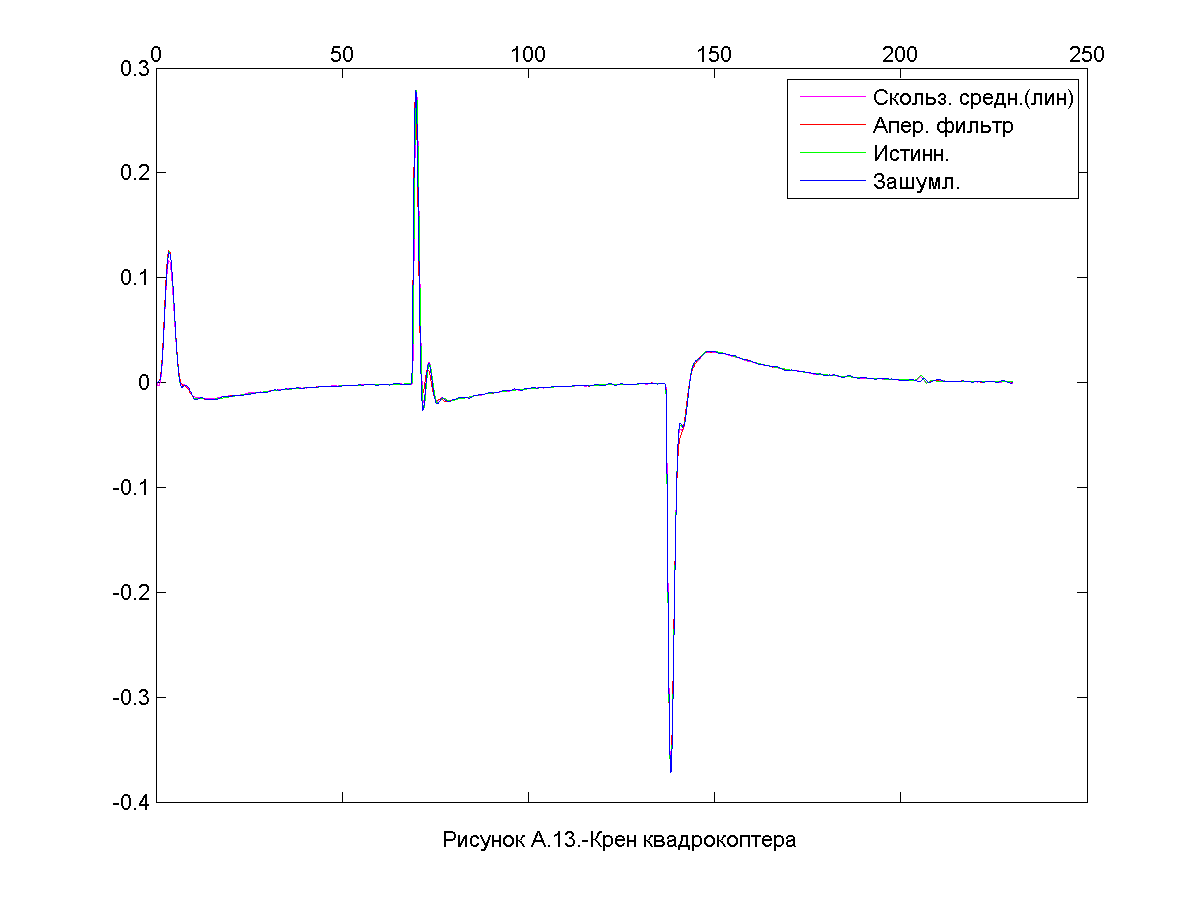 0 50 100 150 200 250
0.3
0.2
0.1
0
-0.1
-0.2
-0.3
-0.4
Скольз. средн.(лин)
Апер. фильтр
Истинн.
Зашумл.
Рисунок А.13.-Крен квадрокоптера